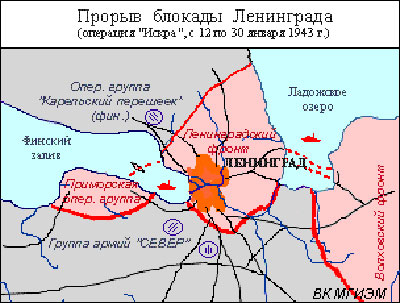 Прорыв блокады Ленинграда
(операция "Искра", с 12 по 30 января 1943 г.)
Опер. группа
"Карельский перешеек"
(фин.)
Ладожское
озеро
Финский
залив
Ленинградский
фронт
ЛЕНИНГРАД
Приморская
опер. группа
Группа армий "СЕВЕР"
Волховский фронт
ВК МГИЭМ